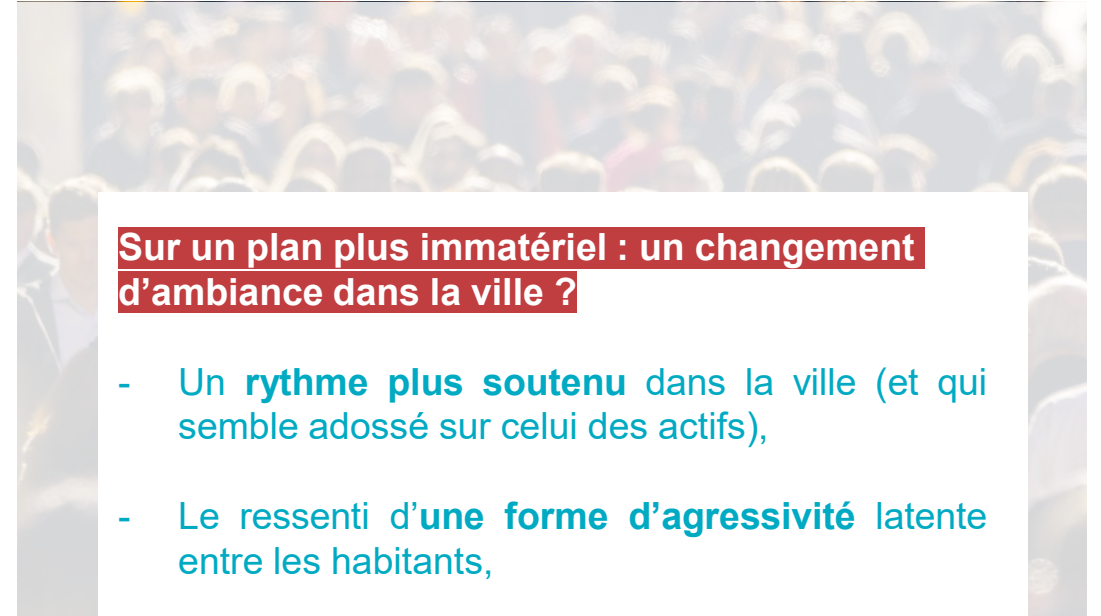 Sur un plan plus immatériel : un changement
d’ambiance dans la ville ?
- Un rythme plus soutenu dans la ville (et qui
semble adossé sur celui des actifs),
- Le ressenti d’une forme d’agressivité latente
entre les habitants,